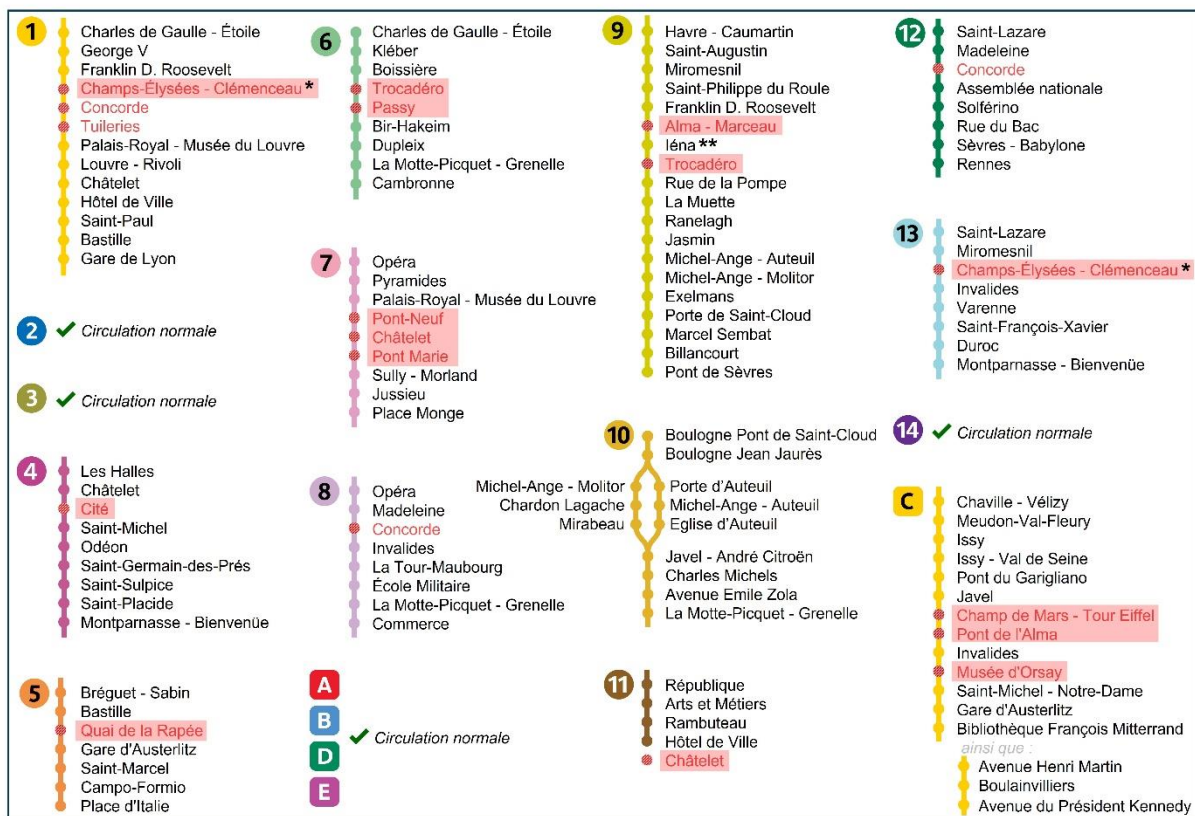 1
Charles de Gaulle - Étoile
George V
Franklin D. Roosevelt
Champs-Élysées - Clémenceau *
Concorde
Tuileries
Palais-Royal - Musée du Louvre
Louvre - Rivoli
Châtelet
Hôtel de Ville
Saint-Paul
Bastille
Gare de Lyon
2
Circulation normale
3
Circulation normale
4
Les Halles
Châtelet
Cité
Saint-Michel
Odéon
Saint-Germain-des-Prés
Saint-Sulpice
Saint-Placide
Montparnasse - Bienvenüe
5
Bréguet - Sabin
Bastille
Quai de la Rapée
Gare d'Austerlitz
Saint-Marcel
Campo-Formio
Place d'Italie
6
Charles de Gaulle - Étoile
Kléber
Boissière
Trocadéro
Passy
Bir-Hakeim
Dupleix
La Motte-Picquet - Grenelle
Cambronne
7
Opéra
Pyramides
Palais-Royal - Musée du Louvre
Pont-Neuf
Châtelet
Pont Marie
Sully - Morland
Jussieu
Place Monge
8
Opéra
Madeleine
Concorde
Invalides
La Tour-Maubourg
École Militaire
La Motte-Picquet - Grenelle
Commerce
A
B
D
E
Circulation normale
9
Havre - Caumartin
Saint-Augustin
Miromesnil
Saint-Philippe du Roule
Franklin D. Roosevelt
Alma - Marceau
Iéna **
Trocadéro
Rue de la Pompe
La Muette
Ranelagh
Jasmin
Michel-Ange - Auteuil
Michel-Ange - Molitor
Exelmans
Porte de Saint-Cloud
Marcel Sembat
Billancourt
Pont de Sèvres
10
Boulogne Pont de Saint-Cloud
Boulogne Jean Jaurès
Michel-Ange - Molitor
Chardon Lagache
Mirabeau
Porte d'Auteuil
Michel-Ange - Auteuil
Eglise d'Auteuil
Javel - André Citroën
Charles Michels
Avenue Emile Zola
La Motte-Picquet - Grenelle
11
République
Arts et Métiers
Rambuteau
Hôtel de Ville
Châtelet
12
Saint-Lazare
Madeleine
Concorde
Assemblée nationale
Solférino
Rue du Bac
Sèvres - Babylone
Rennes
13
Saint-Lazare
Miromesnil
Champs-Élysées - Clémenceau *
Invalides
Varenne
Saint-François-Xavier
Duroc
Montparnasse - Bienvenüe
14
Circulation normale
C
Chaville - Vélizy
Meudon-Val-Fleury
Issy
Issy - Val de Seine
Pont du Garigliano
Javel
Champ de Mars - Tour Eiffel
Pont de l'Alma
Invalides
Musée d'Orsay
Saint-Michel - Notre-Dame
Gare d'Austerlitz
Bibliothèque François Mitterrand
ainsi que :
Avenue Henri Martin
Boulainvilliers
Avenue du Président Kennedy